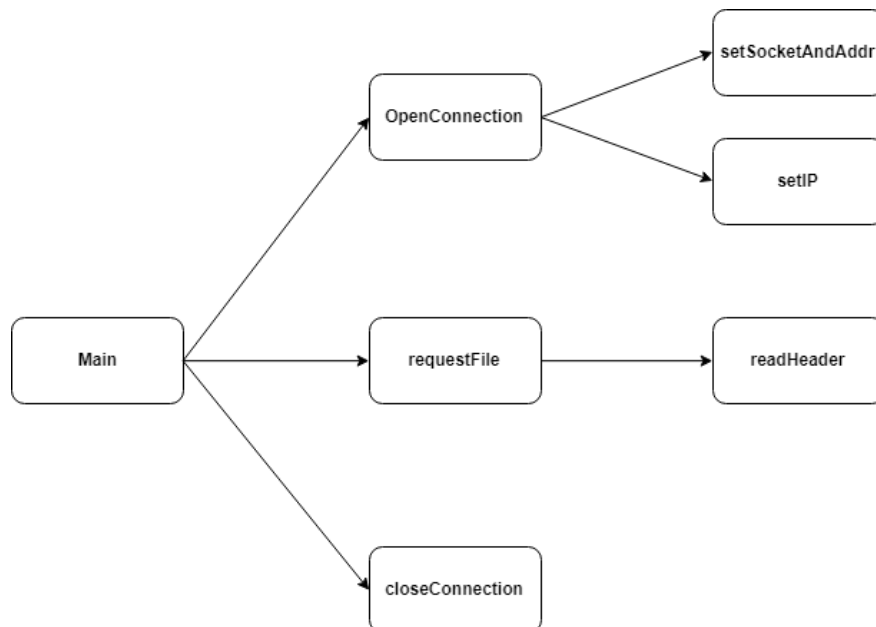 setSocketAndAddr
OpenConnection
setIP
Main
requestFile
readHeader
closeConnection